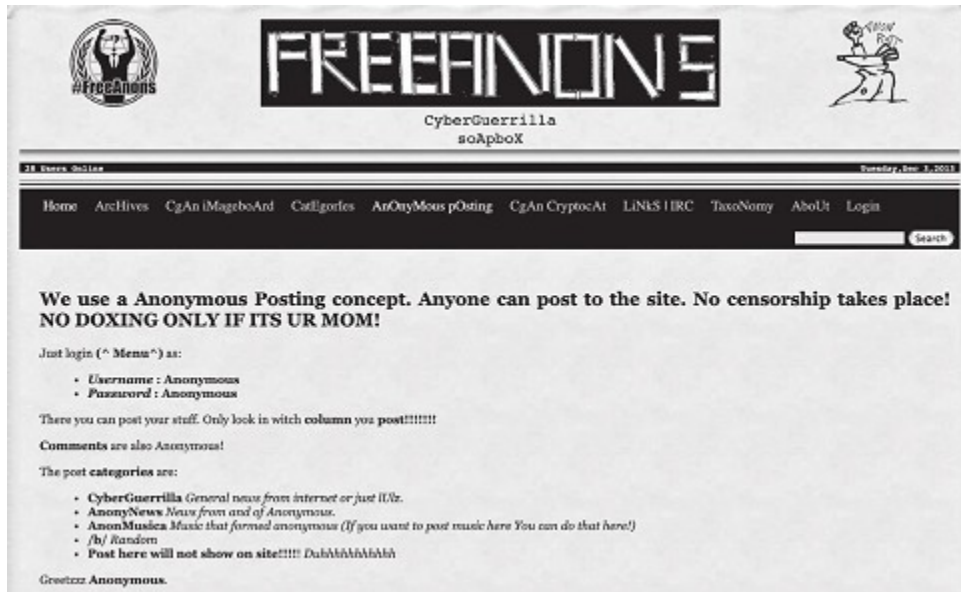 #FreeAnons
FREEANONS
ANON
CyberGuerrilla
soApboX
28 Users Online
Tuesday,Dec 3,2013
Home ArcHives CgAn iMageboArd CatEgorIes AnOnyMous pOsting CgAn CryptocAt LiNkS | IRC TaxoNomy AboUt Login
Search
We use a Anonymous Posting concept. Anyone can post to the site. No censorship takes place!
NO DOXING ONLY IF ITS UR MOM!
Just login (^ Menu^) as:
• Username : Anonymous
• Password : Anonymous
There you can post your stuff. Only look in witch column you post!!!!!!!
Comments are also Anonymous!
The post categories are:
• CyberGuerrilla General news from internet or just lUlz.
• AnonyNews News from and of Anonymous.
• AnonMusica Music that formed anonymous (If you want to post music here You can do that here!)
• /b/ Random
• Post here will not show on site!!!!! Duhhhhhhhhhh
Greetzzz Anonymous.